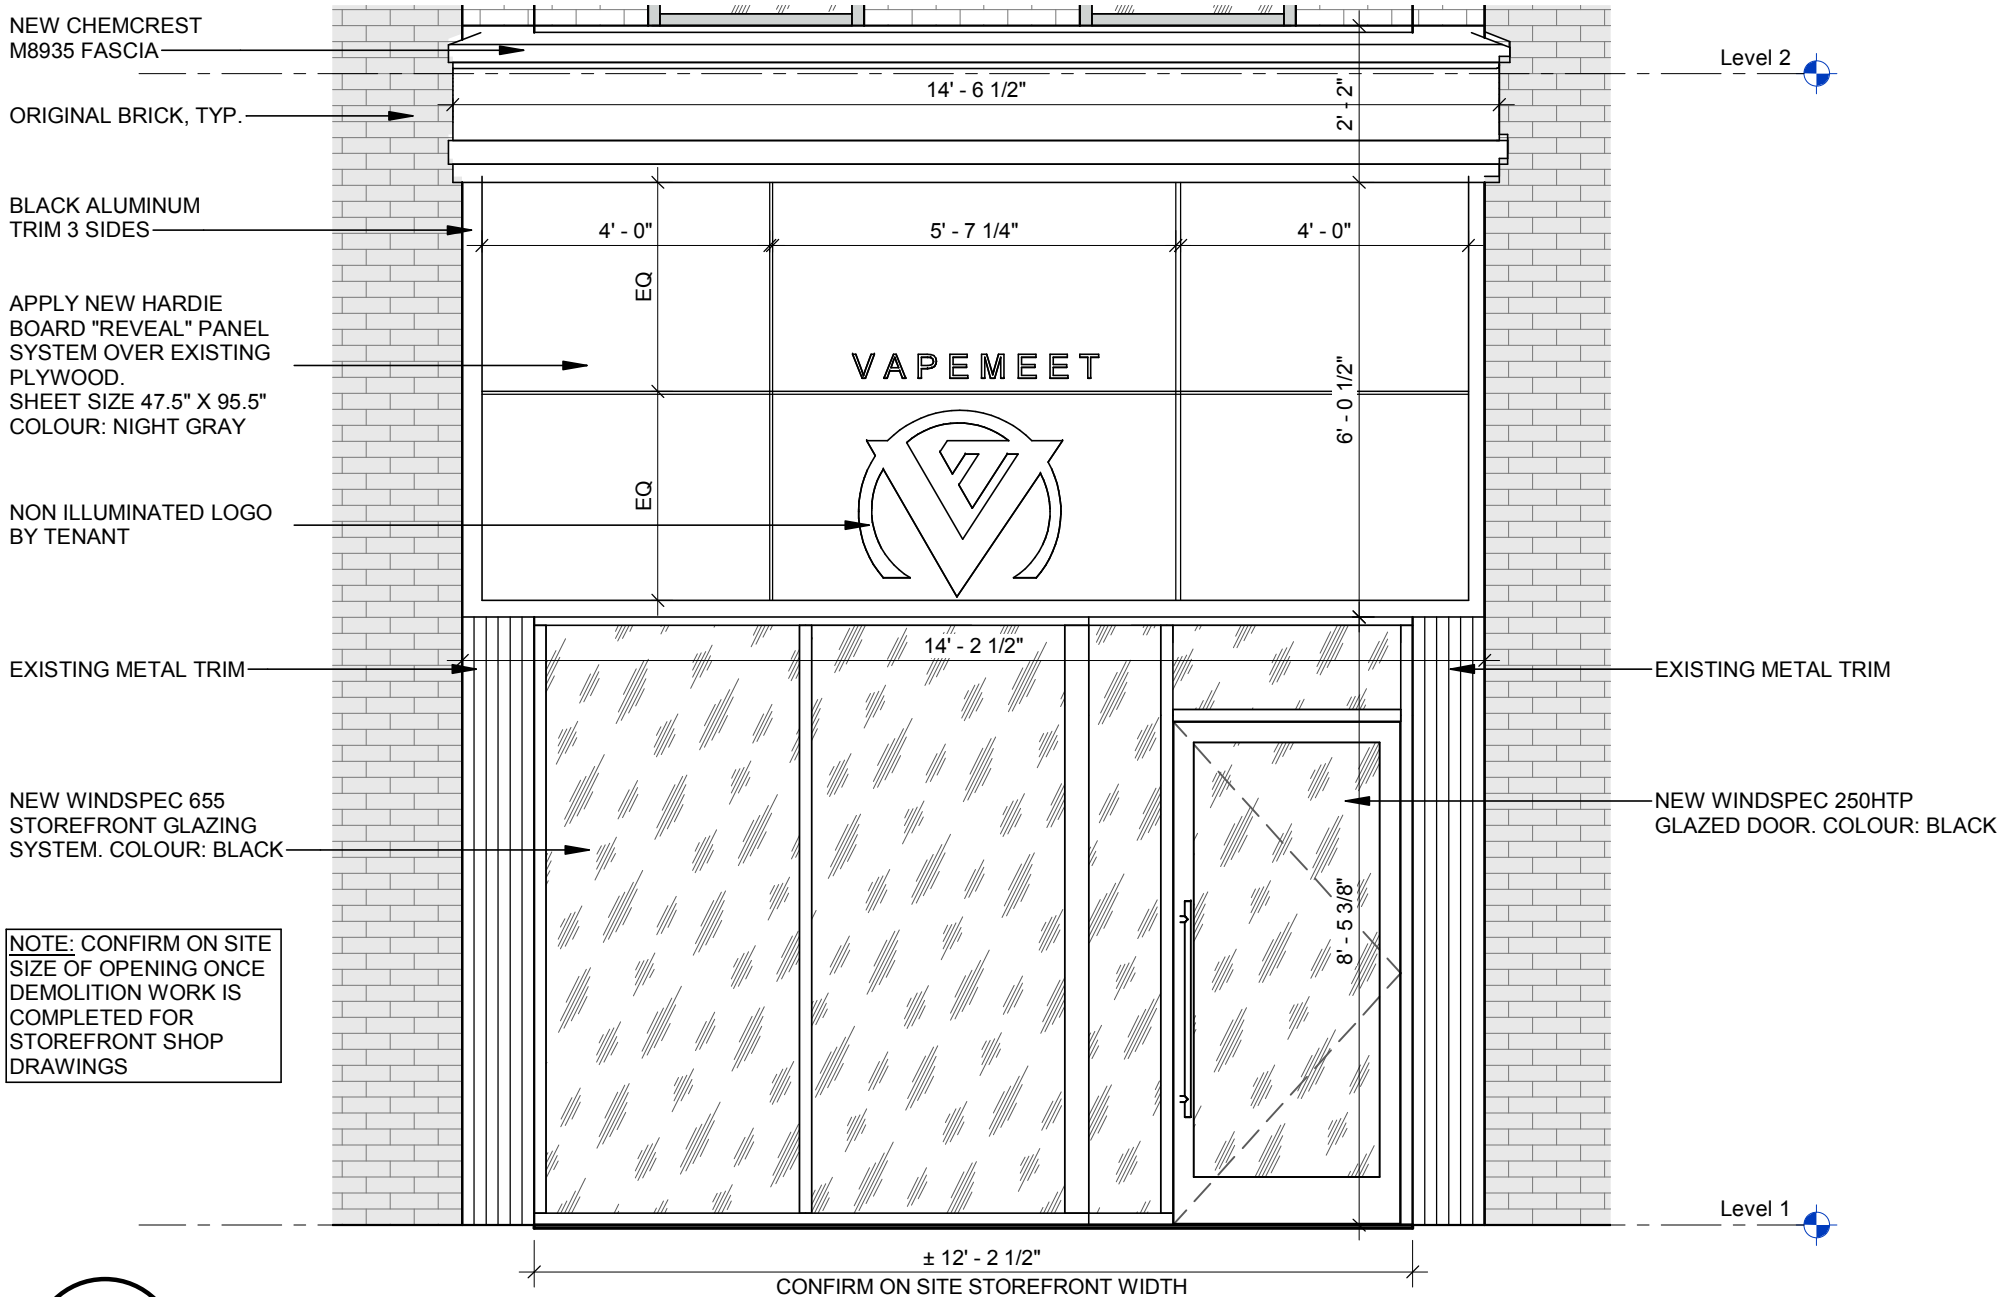 NEW CHEMCREST
M8935 FASCIA
Level 2
14' - 6 1/2"
2' - 2"
ORIGINAL BRICK, TYP.
BLACK ALUMINUM
TRIM 3 SIDES
4' - 0"
5' - 7 1/4"
4' - 0"
EQ
APPLY NEW HARDIE
BOARD "REVEAL" PANEL
SYSTEM OVER EXISTING
PLYWOOD.
SHEET SIZE 47.5" X 95.5"
COLOUR: NIGHT GRAY
VAPEMEET
6' - 0 1/2"
EQ
NON ILLUMINATED LOGO
BY TENANT
14' - 2 1/2"
EXISTING METAL TRIM
EXISTING METAL TRIM
NEW WINDSPEC 655
STOREFRONT GLAZING
SYSTEM. COLOUR: BLACK
NEW WINDSPEC 250HTP
GLAZED DOOR. COLOUR: BLACK
8' - 5 3/8"
NOTE: CONFIRM ON SITE
SIZE OF OPENING ONCE
DEMOLITION WORK IS
COMPLETED FOR
STOREFRONT SHOP
DRAWINGS
Level 1
± 12' - 2 1/2"
CONFIRM ON SITE STOREFRONT WIDTH